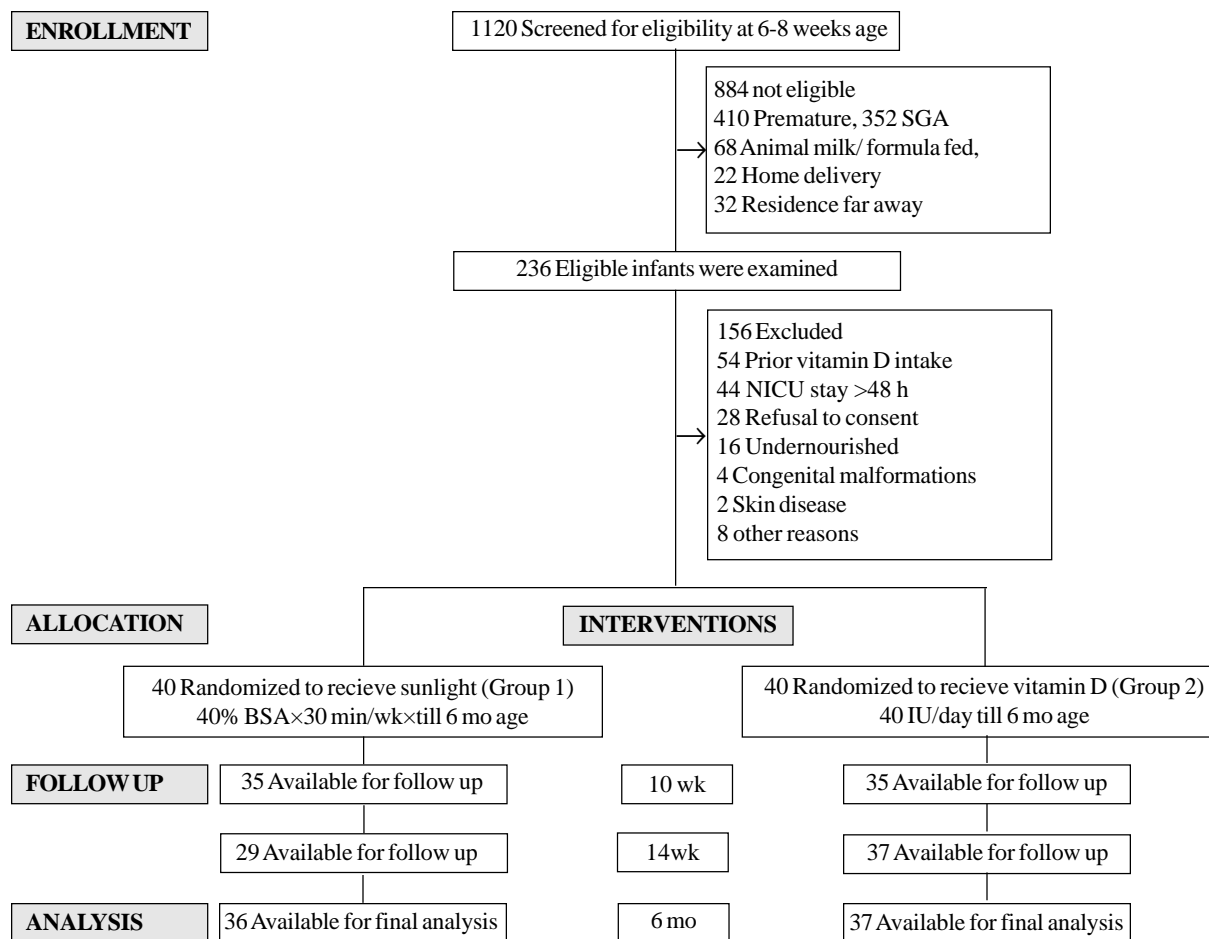 ENROLLMENT
1120 Screened for eligibility at 6-8 weeks age
884 not eligible
410 Premature, 352 SGA
68 Animal milk/ formula fed,
22 Home delivery
32 Residence far away
236 Eligible infants were examined
156 Excluded
54 Prior vitamin D intake
44 NICU stay >48 h
28 Refusal to consent
16 Undernourished
4 Congenital malformations
2 Skin disease
8 other reasons
ALLOCATION
INTERVENTIONS
40 Randomized to recieve sunlight (Group 1)
40% BSA×30 min/wk×till 6 mo age
40 Randomized to recieve vitamin D (Group 2)
40 IU/day till 6 mo age
FOLLOW UP
35 Available for follow up
10 wk
35 Available for follow up
29 Available for follow up
14wk
37 Available for follow up
ANALYSIS
36 Available for final analysis
6 mo
37 Available for final analysis